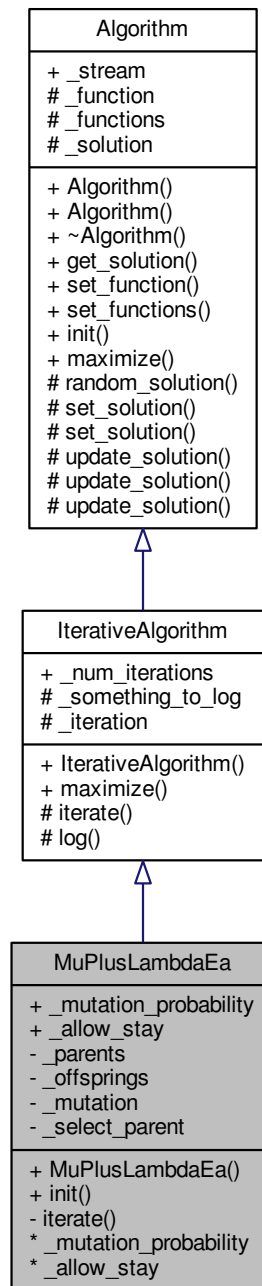 Algorithm
+ _stream
# _function
# _functions
# _solution
+ Algorithm()
+ Algorithm()
+ ~Algorithm()
+ get_solution()
+ set_function()
+ set_functions()
+ init()
+ maximize()
# random_solution()
# set_solution()
# set_solution()
# update_solution()
# update_solution()
# update_solution()
IterativeAlgorithm
+ _num_iterations
# _something_to_log
# _iteration
+ IterativeAlgorithm()
+ maximize()
# iterate()
# log()
MuPlusLambdaEa
+ _mutation_probability
+ _allow_stay
- _parents
- _offsprings
- _mutation
- _select_parent
+ MuPlusLambdaEa()
+ init()
- iterate()
* _mutation_probability
* _allow_stay